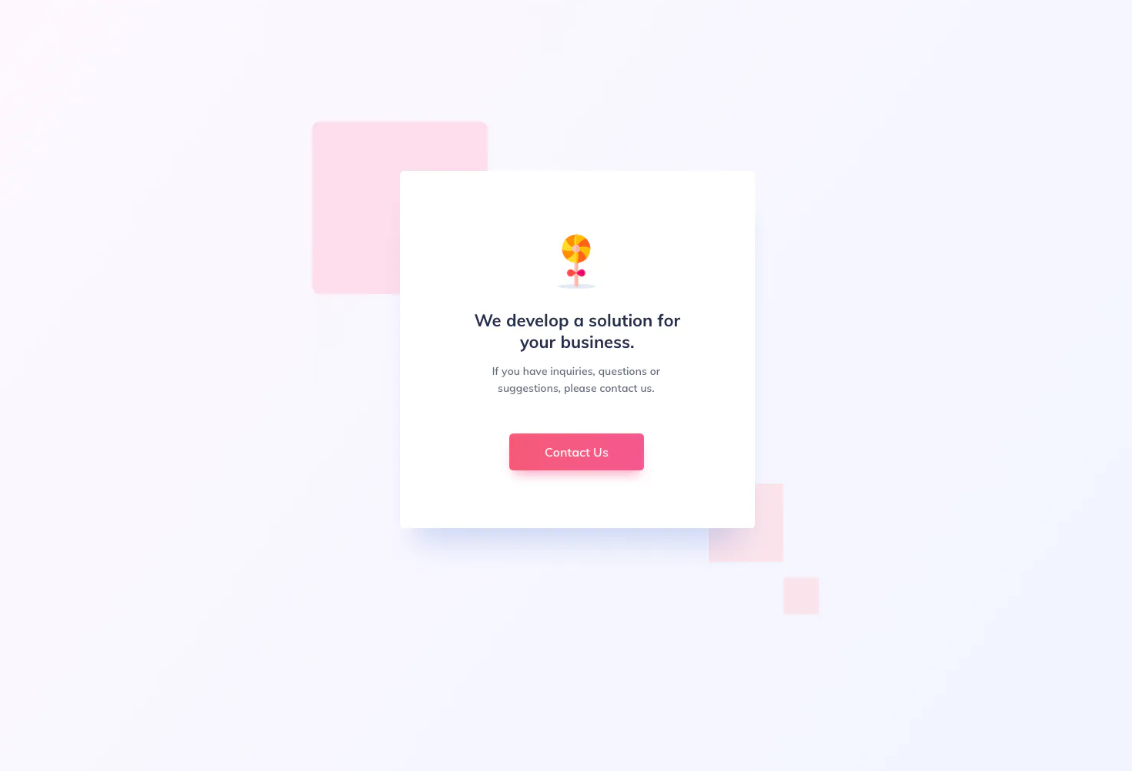 We develop a solution for
your business.
If you have inquiries, questions or
suggestions, please contact us.
Contact Us